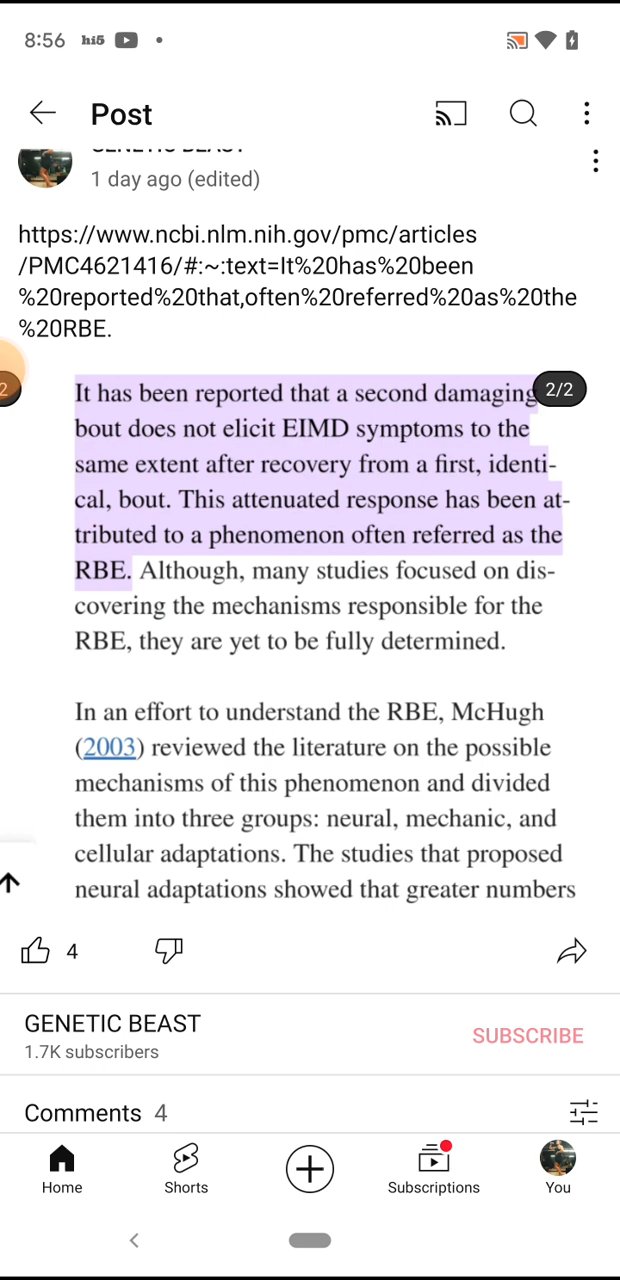 8:56 hi5
Post
1 day ago (edited)
https://www.ncbi.nlm.nih.gov/pmc/articles
/PMC4621416/#:~:text=It%20has%20been
%20reported%20that,often%20referred%20as%20the
%20RBE.
2
2/2
It has been reported that a second damaging
bout does not elicit EIMD symptoms to the
same extent after recovery from a first, identi-
cal, bout. This attenuated response has been at-
tributed to a phenomenon often referred as the
RBE. Although, many studies focused on dis-
covering the mechanisms responsible for the
RBE, they are yet to be fully determined.
In an effort to understand the RBE, McHugh
(2003) reviewed the literature on the possible
mechanisms of this phenomenon and divided
them into three groups: neural, mechanic, and
cellular adaptations. The studies that proposed
neural adaptations showed that greater numbers
4
GENETIC BEAST
1.7K subscribers
SUBSCRIBE
Comments 4
Home Shorts Subscriptions You